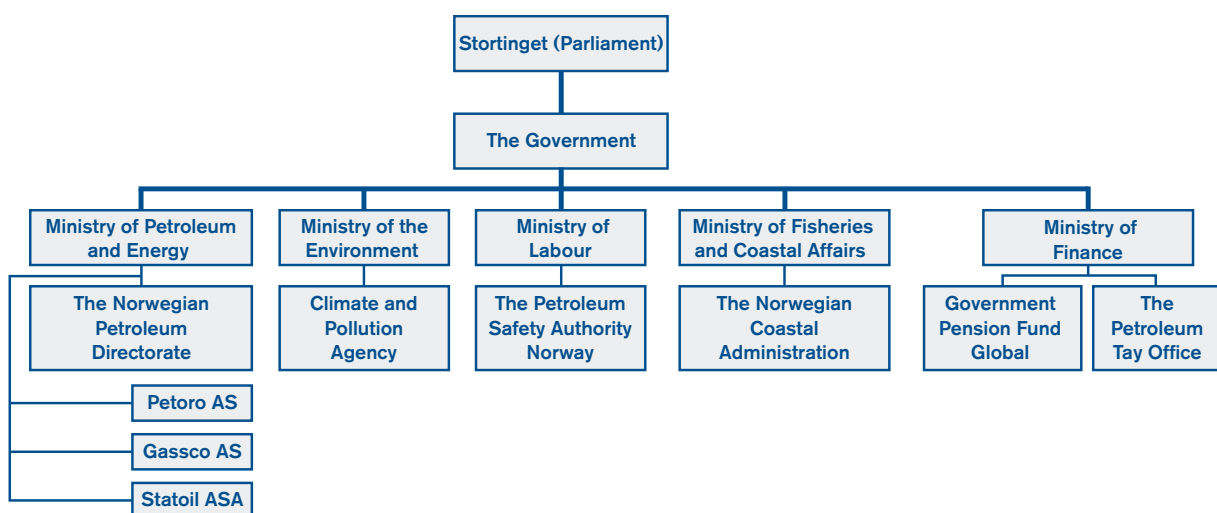 Stortinget (Parliament)
The Government
Ministry of Petroleum
and Energy
Ministry of the
Environment
Ministry of
Labour
Ministry of Fisheries
and Coastal Affairs
Ministry of
Finance
The Norwegian
Petroleum
Directorate
Climate and
Pollution
Agency
The Petroleum
Safety Authority
Norway
The Norwegian
Coastal
Administration
Government
Pension Fund
Global
The
Petroleum
Tay Office
Petoro AS
Gassco AS
Statoil ASA